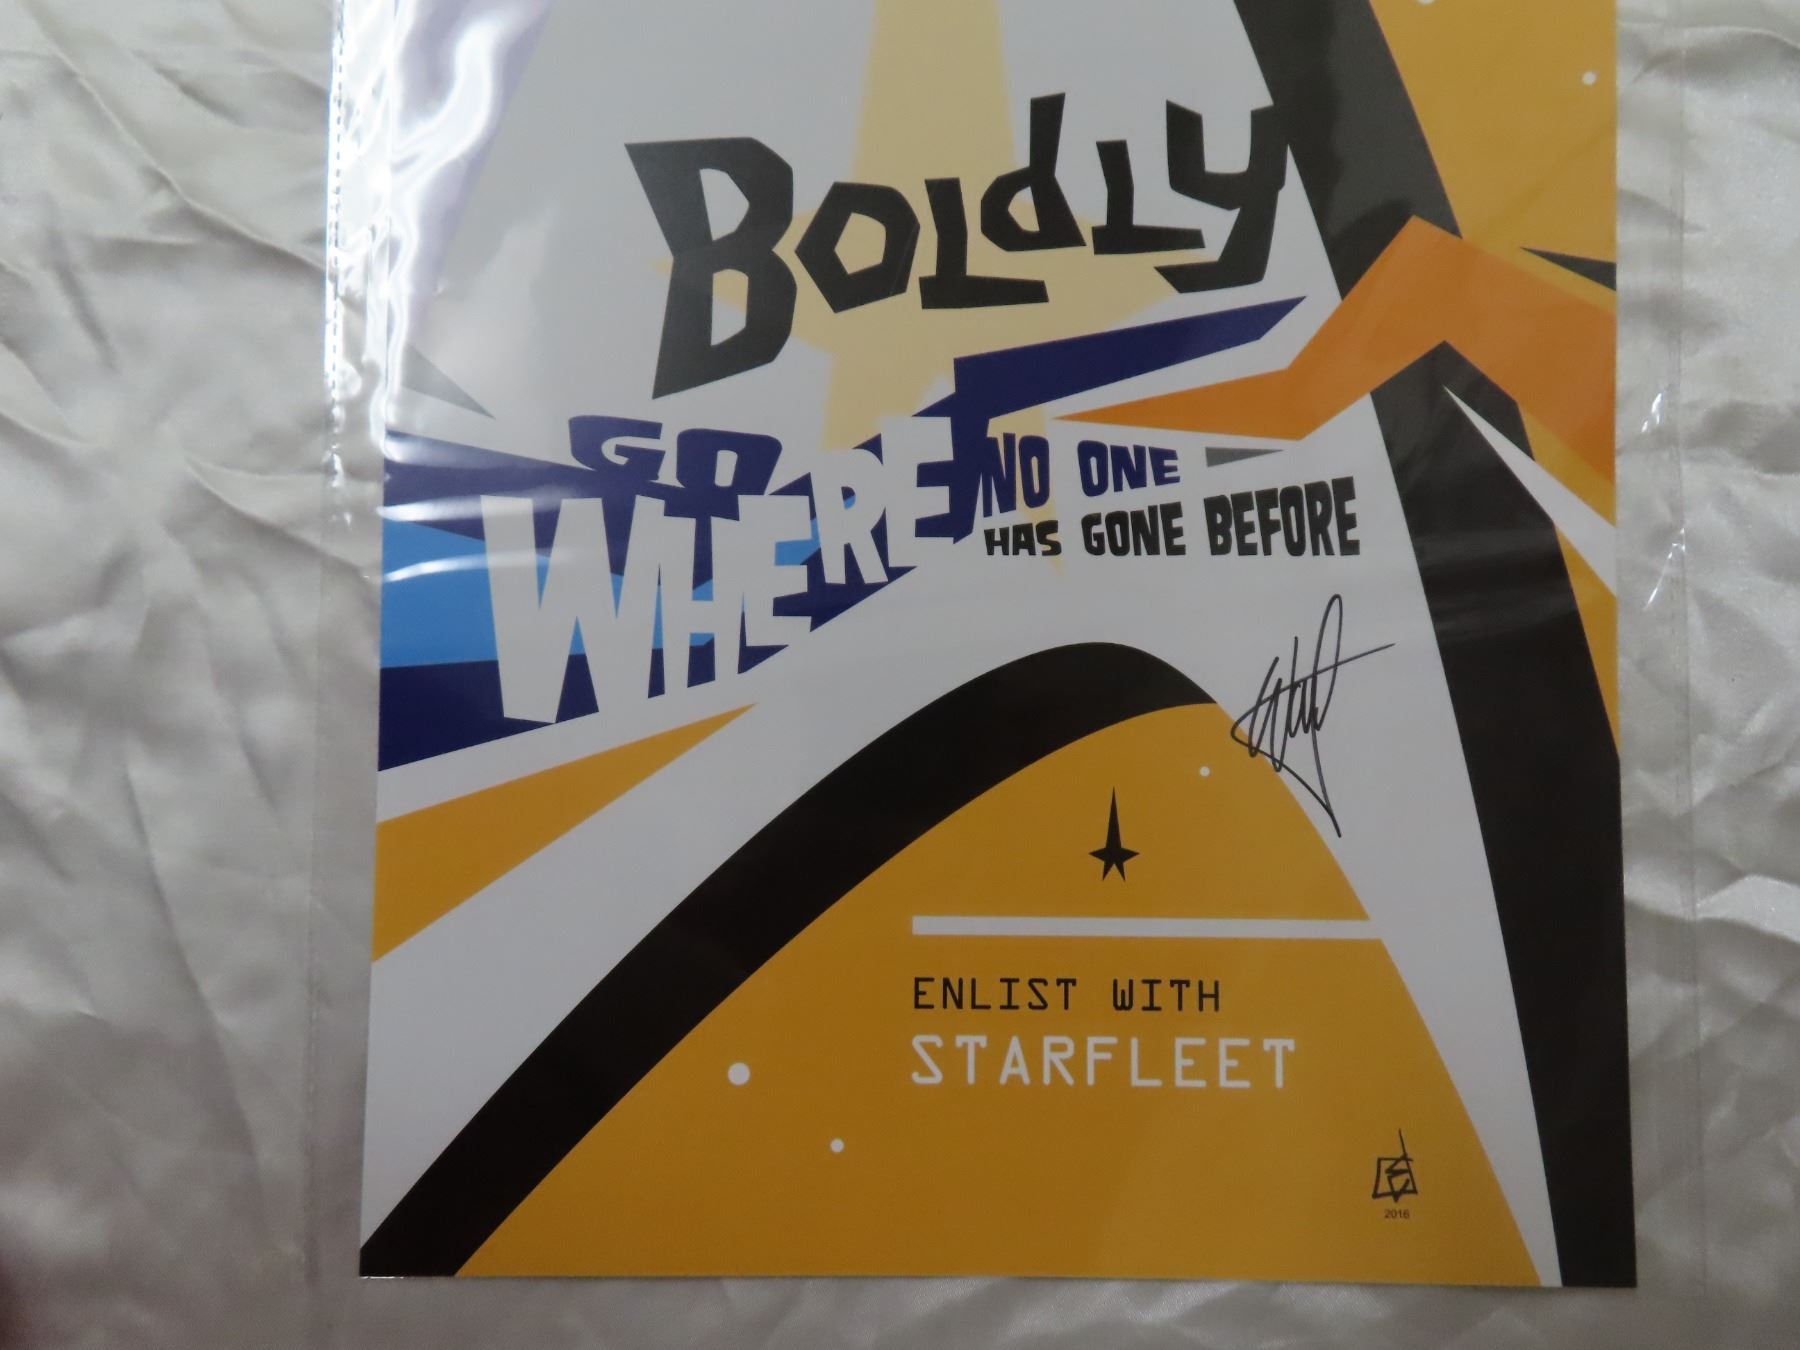 BOLDLY
GO
WHERE
NO ONE
HAS GONE BEFORE
ENLIST WITH
STARFLEET
2016